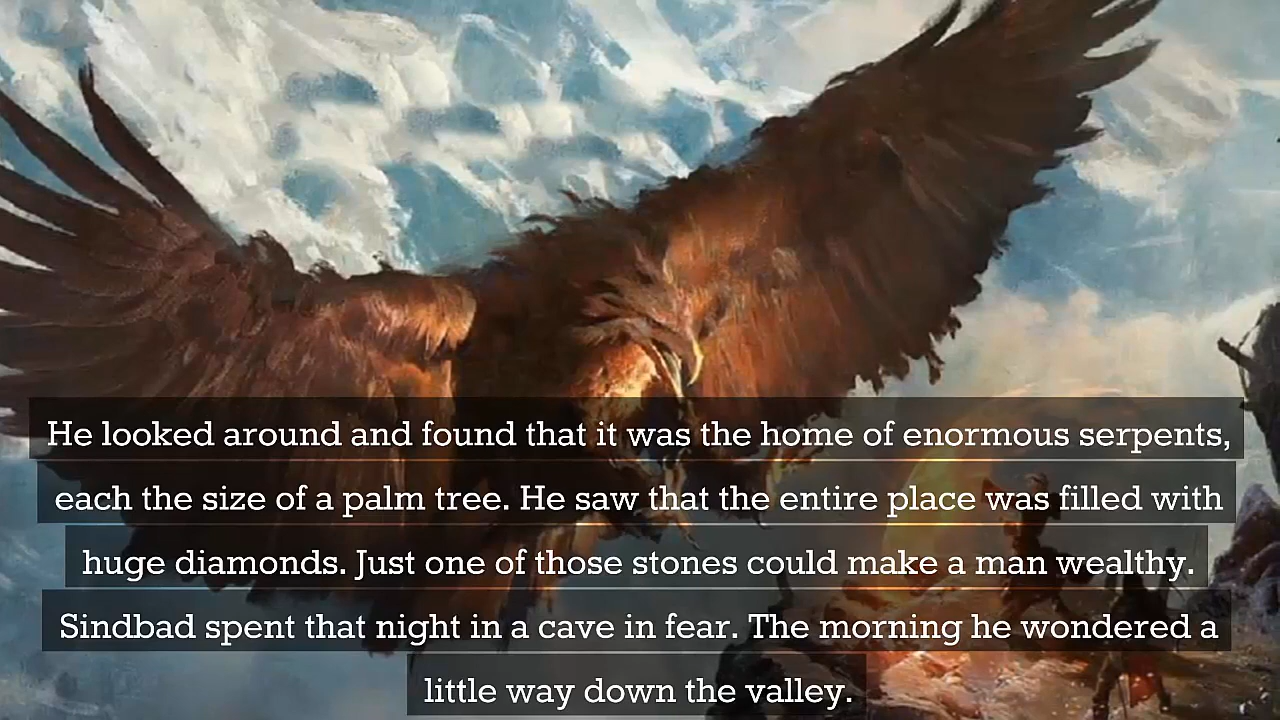 He looked around and found that it was the home of enormous serpents,
each the size of a palm tree. He saw that the entire place was filled with
huge diamonds. Just one of those stones could make a man wealthy.
Sindbad spent that night in a cave in fear. The morning he wondered a
little way down the valley.